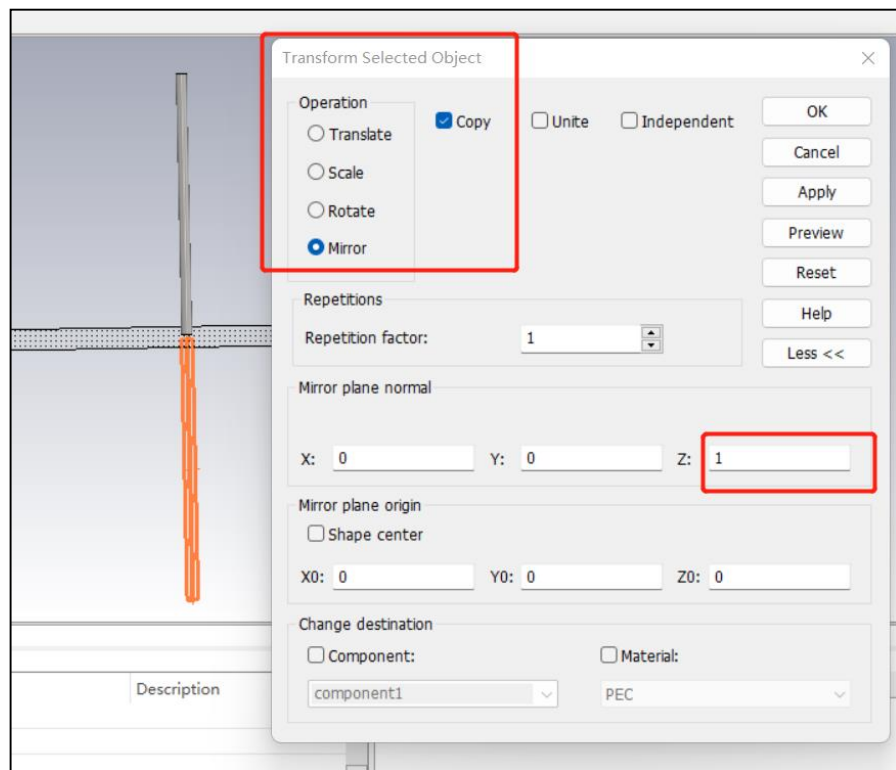 Transform Selected Object
Operation
Translate
Scale
Rotate
Mirror
Copy
Unite
Independent
OK
Cancel
Apply
Preview
Reset
Help
Less <<
Repetitions
Repetition factor: 1
Mirror plane normal
X: 0 Y: 0 Z: 1
Mirror plane origin
Shape center
X0: 0 Y0: 0 Z0: 0
Change destination
Component: Material:
component1 PEC
Description